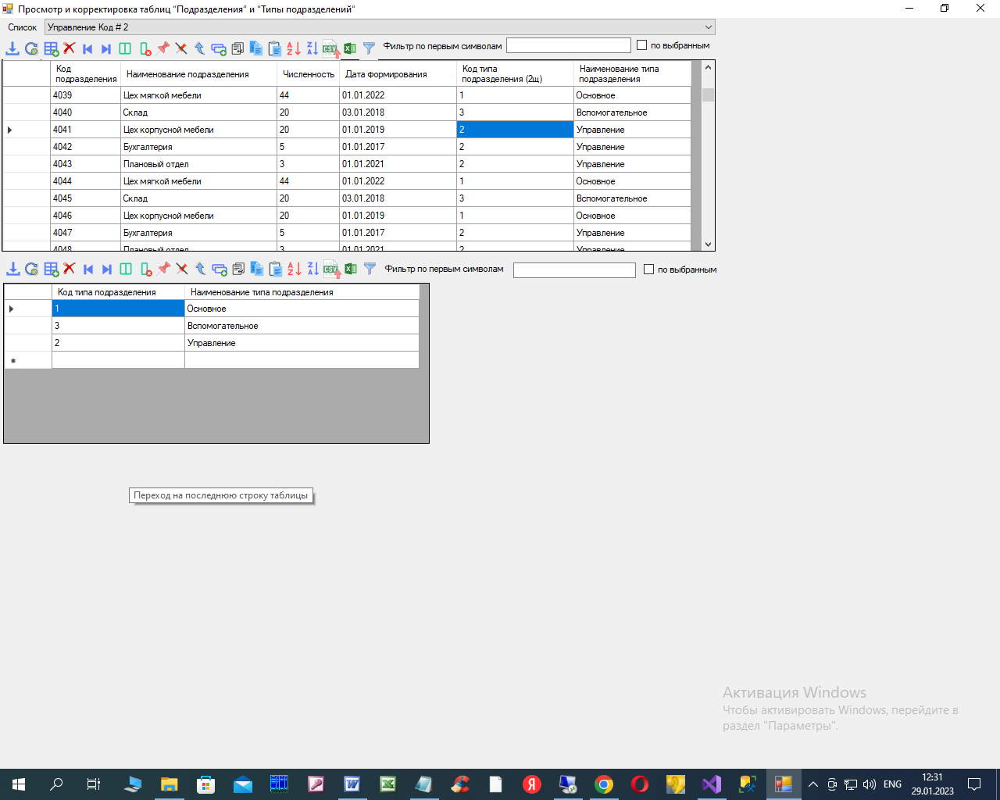 Просмотр и корректировка таблиц "Подразделения" и "Типы подразделений"
Список Управление Код # 2
Фильтр по первым символам по выбранным
Код подразделения Наименование подразделения Численность Дата формирования Код типа подразделения (2щ) Наименование типа подразделения
4039 Цех мягкой мебели 44 01.01.2022 1 Основное
4040 Склад 20 03.01.2018 3 Вспомогательное
4041 Цех корпусной мебели 20 01.01.2019 2 Управление
4042 Бухгалтерия 5 01.01.2017 2 Управление
4043 Плановый отдел 3 01.01.2021 2 Управление
4044 Цех мягкой мебели 44 01.01.2022 1 Основное
4045 Склад 20 03.01.2018 3 Вспомогательное
4046 Цех корпусной мебели 20 01.01.2019 1 Основное
4047 Бухгалтерия 5 01.01.2017 2 Управление
4048 Плановый отдел 3 01.01.2021 2 Управление
Фильтр по первым символам по выбранным
Код типа подразделения Наименование типа подразделения
1 Основное
3 Вспомогательное
2 Управление
Переход на последнюю строку таблицы
Активация Windows
Чтобы активировать Windows, перейдите в
раздел "Параметры".
ENG
12:31
29.01.2023